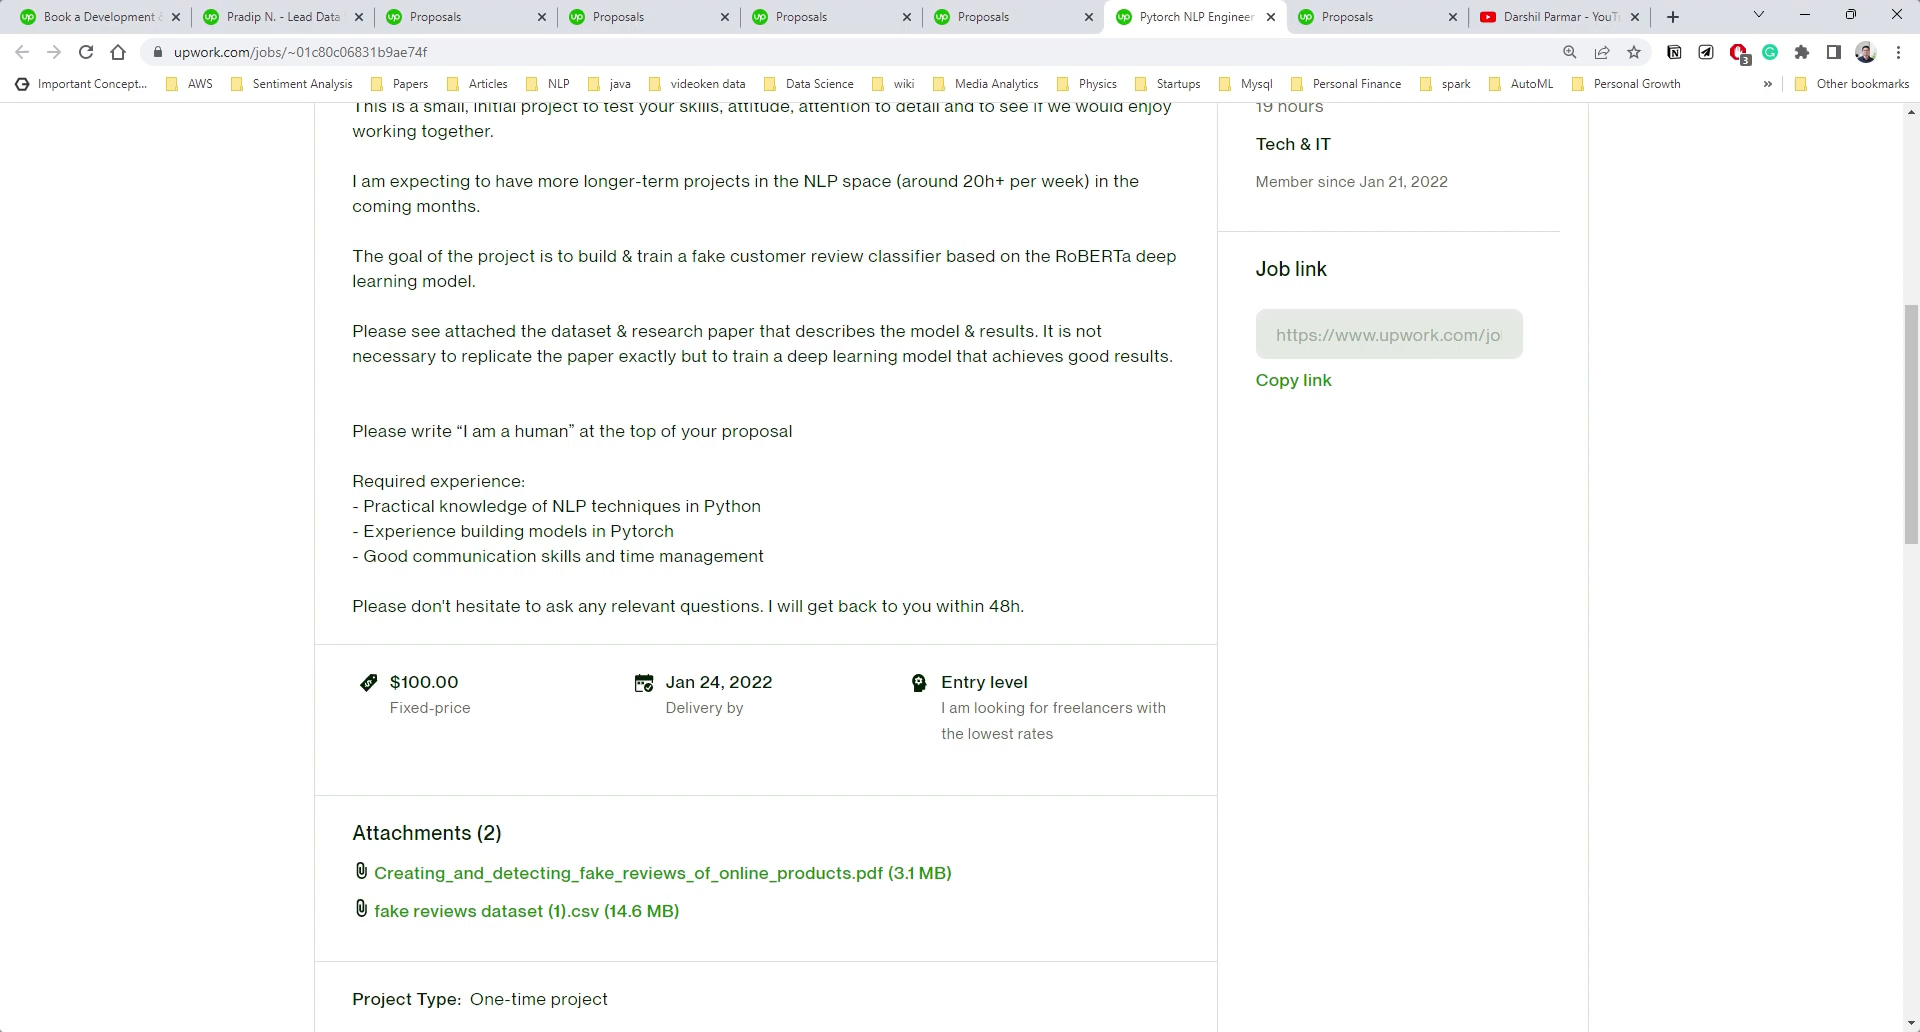 Book a Development &
Pradip N. - Lead Data
Proposals
Proposals
Proposals
Proposals
Pytorch NLP Engineer
Proposals
Darshil Parmar - YouT
upwork.com/jobs/~01c80c06831b9ae74f
3
Important Concept...
AWS
Sentiment Analysis
Papers
Articles
NLP
java
videoken data
Data Science
wiki
Media Analytics
Physics
Startups
Mysql
Personal Finance
spark
AutoML
Personal Growth
»
Other bookmarks
This is a small, initial project to test your skills, attitude, attention to detail and to see if we would enjoy
working together.
I am expecting to have more longer-term projects in the NLP space (around 20h+ per week) in the
coming months.
The goal of the project is to build & train a fake customer review classifier based on the RoBERTa deep
learning model.
Please see attached the dataset & research paper that describes the model & results. It is not
necessary to replicate the paper exactly but to train a deep learning model that achieves good results.
Please write “I am a human” at the top of your proposal
Required experience:
- Practical knowledge of NLP techniques in Python
- Experience building models in Pytorch
- Good communication skills and time management
Please don't hesitate to ask any relevant questions. I will get back to you within 48h.
$100.00
Fixed-price
Jan 24, 2022
Delivery by
Entry level
I am looking for freelancers with
the lowest rates
Attachments (2)
Creating_and_detecting_fake_reviews_of_online_products.pdf (3.1 MB)
fake reviews dataset (1).csv (14.6 MB)
Project Type: One-time project
19 hours
Tech & IT
Member since Jan 21, 2022
Job link
https://www.upwork.com/jo
Copy link